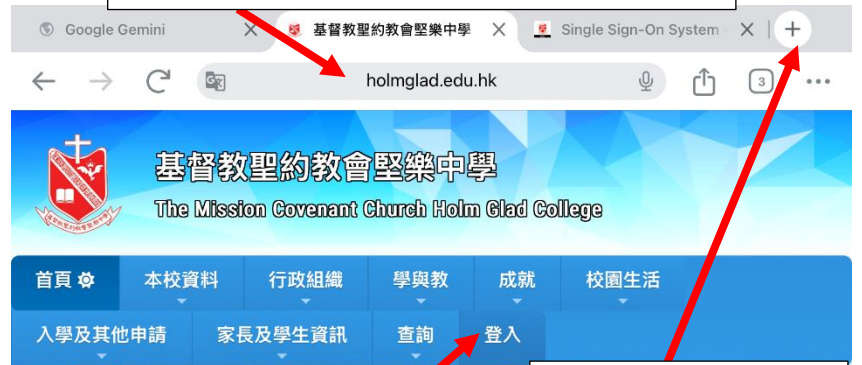 Google Gemini
基督教聖約教會堅樂中學
Single Sign-On System
holmglad.edu.hk
3
基督教聖約教會堅樂中學
The Mission Covenant Church Holm Glad College
首頁 本校資料 行政組織 學與教 成就 校園生活
入學及其他申請 家長及學生資訊 查詢 登入